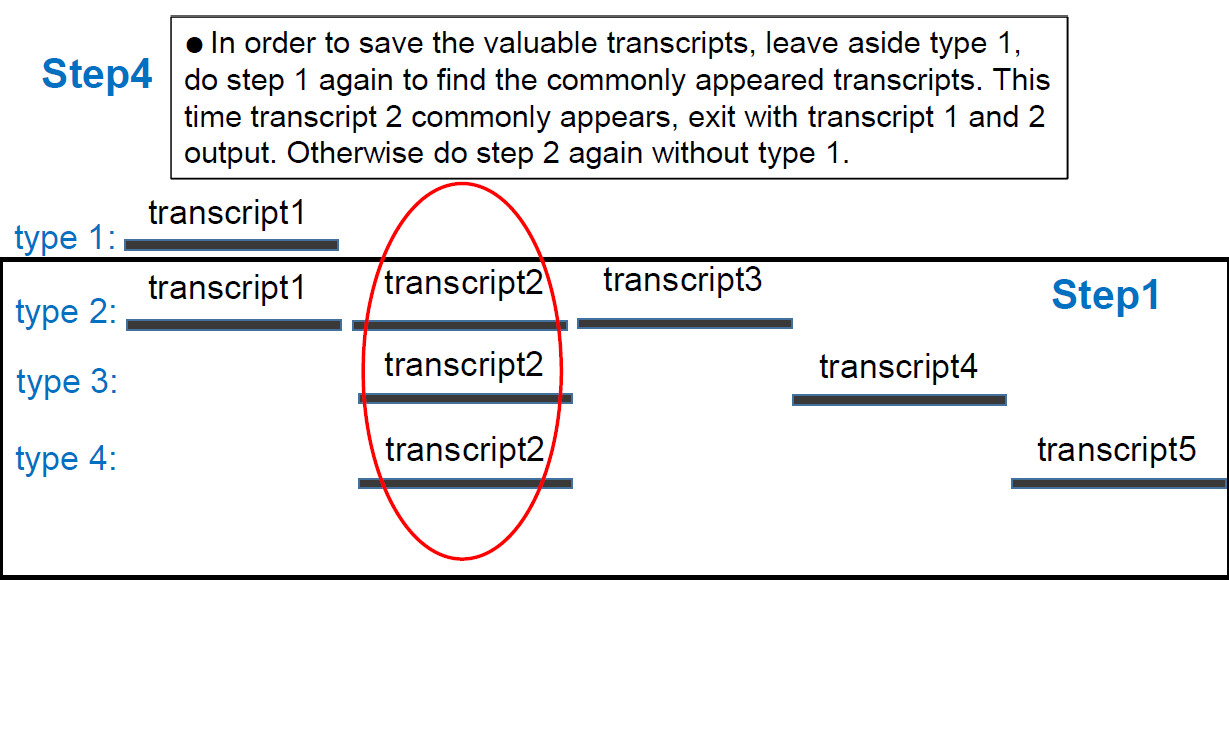 Step4
● In order to save the valuable transcripts, leave aside type 1,
do step 1 again to find the commonly appeared transcripts. This
time transcript 2 commonly appears, exit with transcript 1 and 2
output. Otherwise do step 2 again without type 1.
type 1: transcript1
type 2: transcript1 transcript2 transcript3 Step1
type 3: transcript2 transcript4
type 4: transcript2 transcript5